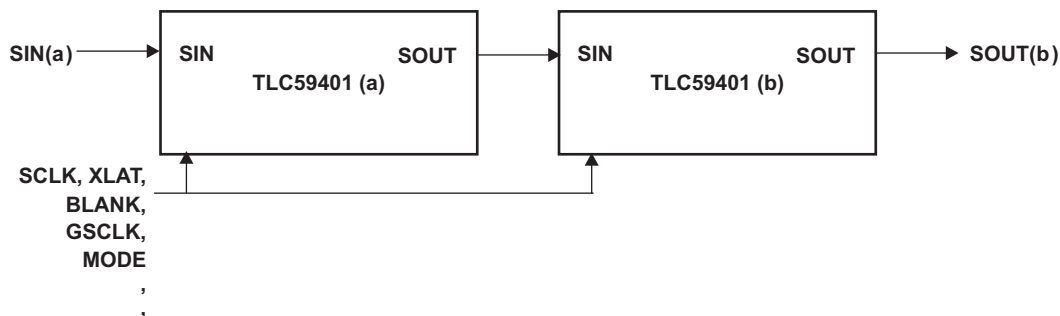 SIN(a)
SIN
SOUT
TLC59401 (a)
SIN
SOUT
TLC59401 (b)
SOUT(b)
SCLK, XLAT,
BLANK,
GSCLK,
MODE
,
,